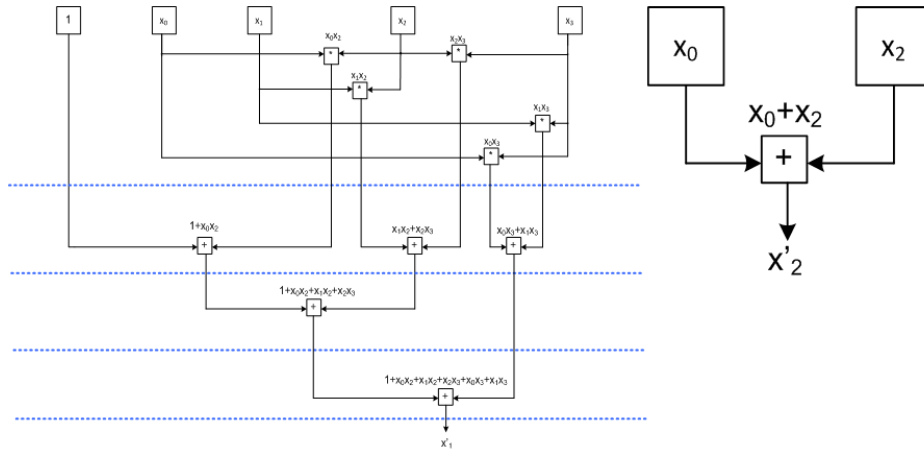 1 x₀ x₁ x₂ x₃
x₀x₂ x₂x₃
* *
x₁x₂
*
x₁x₃
*
x₀x₃
*
1+x₀x₂ x₁x₂+x₂x₃ x₀x₃+x₁x₃
+ + +
1+x₀x₂+x₁x₂+x₂x₃
+
1+x₀x₂+x₁x₂+x₂x₃+x₀x₃+x₁x₃
+
x'₁
x₀ x₂
x₀+x₂
+
x'₂